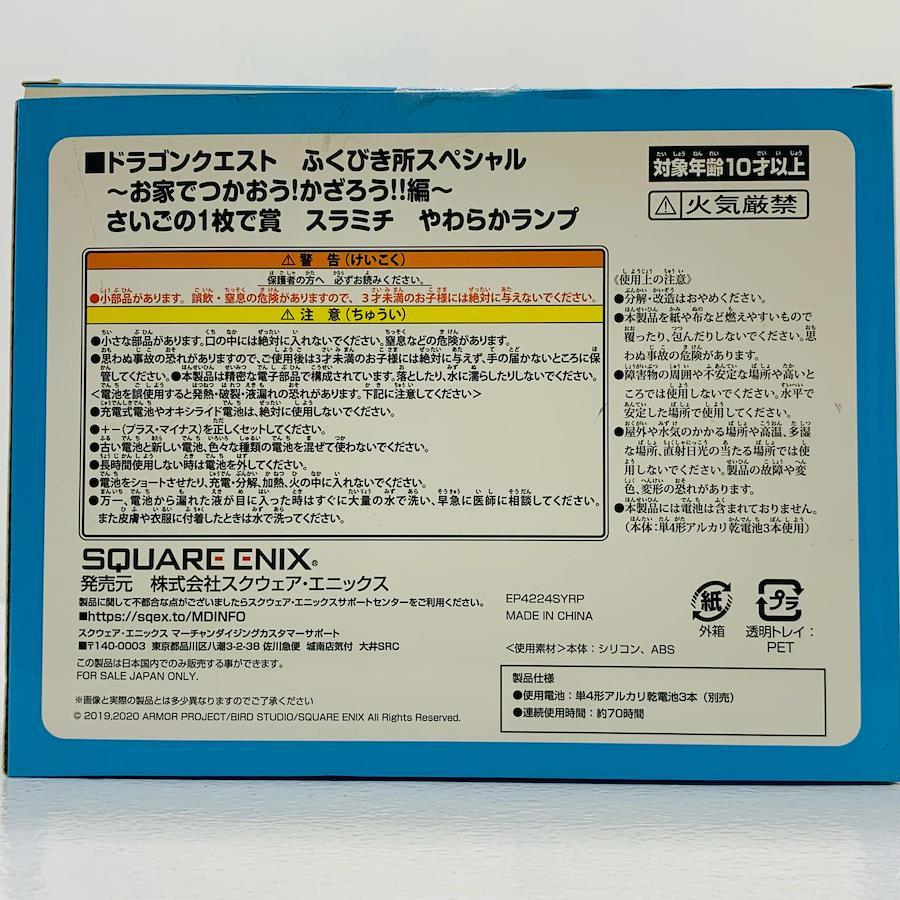 ■ドラゴンクエスト ふくびき所スペシャル
～お家でつかおう!かざろう!!編～
さいごの1枚で賞 スラミチ やわらかランプ
対象年齢10才以上
⚠火気厳禁
⚠警告(けいこく)
保護者の方へ 必ずお読みください。
●小部品があります。誤飲・窒息の危険がありますので、3才未満のお子様には絶対に与えないでください。
⚠注意(ちゅうい)
●小さな部品があります。口の中には絶対に入れないでください。窒息などの危険があります。
●思わぬ事故の恐れがありますので、ご使用後は3才未満のお子様には絶対に与えず、手の届かないところに保
管してください。●本製品は精密な電子部品で構成されています。落としたり、水に濡らしたりしないでください。
<電池を誤使用すると発熱・破裂・液漏れの恐れがあります。下記に注意してください>
●充電式電池やオキシライド電池は、絶対に使用しないでください。
●+-(プラス・マイナス)を正しくセットしてください。
●古い電池と新しい電池、色々な種類の電池を混ぜて使わないでください。
●長時間使用しない時は電池を外してください。
●電池をショートさせたり、充電・分解、加熱、火の中に入れないでください。
●万一、電池から漏れた液が目に入った時はすぐに大量の水で洗い、早急に医師に相談してください。
また皮膚や衣服に付着したときは水で洗ってください。
《使用上の注意》
●分解・改造はおやめください。
●本製品を紙や布など燃えやすいもので
覆ったり、包んだりしないでください。思
わぬ事故の危険があります。
●障害物の周囲や不安定な場所や高いと
ころでは使用しないでください。水平で
安定した場所で使用してください。
●屋外や水気のかかる場所や高温、多湿
な場所、直射日光の当たる場所では使
用しないでください。製品の故障や変
色、変形の恐れがあります。
●本製品には電池は含まれておりません。
(本体:単4形アルカリ乾電池3本使用)
SQUARE ENIX®
発売元 株式会社スクウェア・エニックス
製品に関して不都合な点がございましたらスクウェア・エニックスサポートセンターをご利用ください。
■https://sqex.to/MDINFO
スクウェア・エニックス マーチャンダイジングカスタマーサポート
■〒140-0003 東京都品川区八潮3-2-38 佐川急便 城南店気付 大井SRC
この製品は日本国内でのみ販売する事ができます。
FOR SALE JAPAN ONLY.
※画像と実際の製品とは多少異なりますのでご了承ください。
© 2019,2020 ARMOR PROJECT/BIRD STUDIO/SQUARE ENIX All Rights Reserved.
EP4224SYRP
MADE IN CHINA
<使用素材>本体:シリコン、ABS
紙
外箱
プラ
透明トレイ:
PET
製品仕様
●使用電池:単4形アルカリ乾電池3本(別売)
●連続使用時間:約70時間